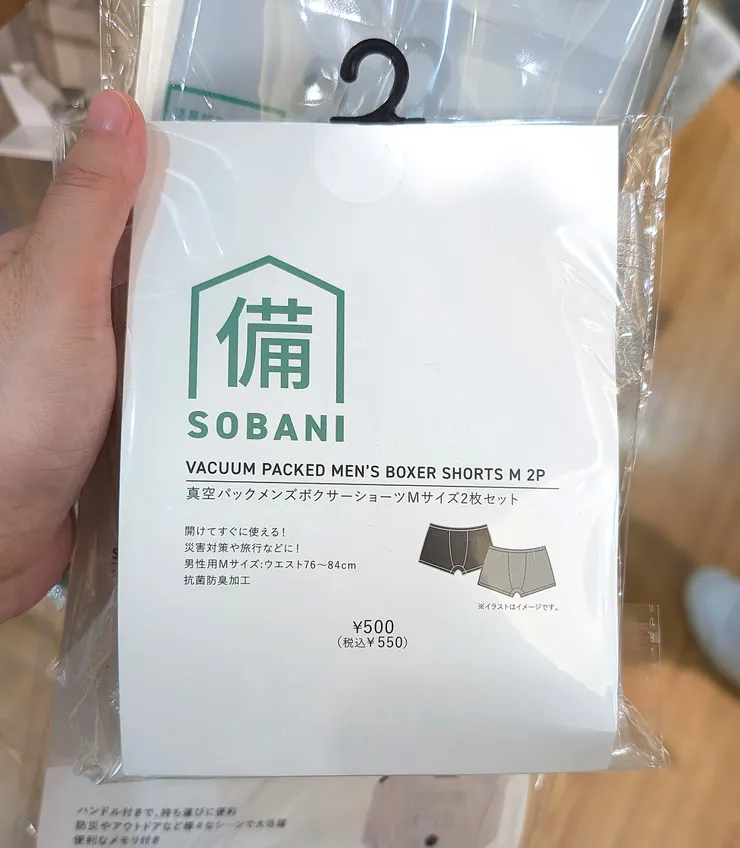 備
SOBANI
VACUUM PACKED MEN'S BOXER SHORTS M 2P
真空パックメンズボクサーショーツMサイズ2枚セット
開けてすぐに使える!
災害対策や旅行などに!
男性用Mサイズ:ウエスト76〜84cm
抗菌防臭加工
※イラストはイメージです。
¥500
(税込¥550)
ハンドル付きで、持ち運びに便利
防災やアウトドアなど様々なシーンで大活躍
便利なメモリ付き